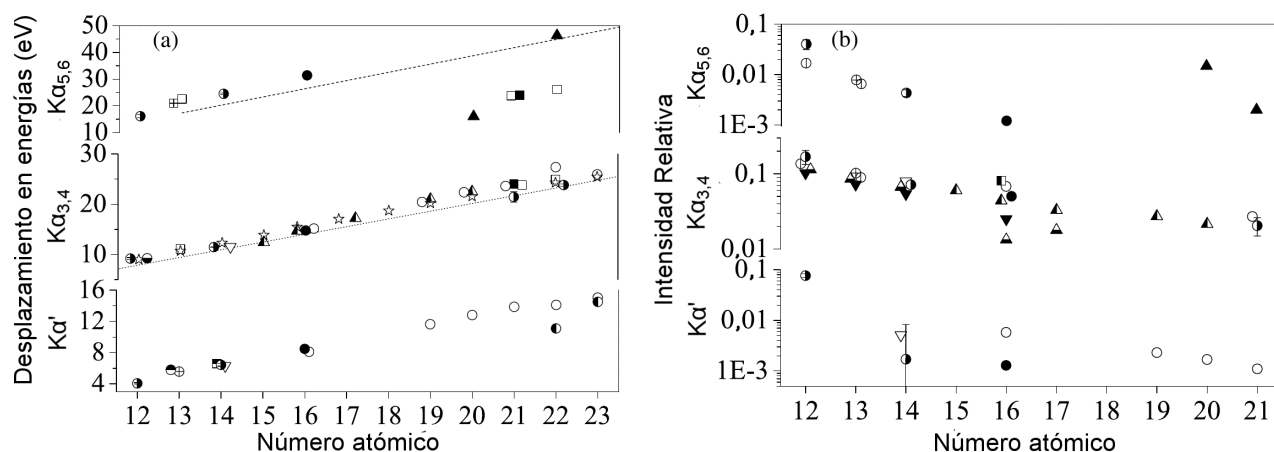 (a)
Desplazamiento en energías (eV)
Kα5,6
50
40
30
20
10
Kα3,4
30
20
10
Kα'
16
12
8
4
12 13 14 15 16 17 18 19 20 21 22 23
Número atómico
(b)
Intensidad Relativa
Kα5,6
0,1
0,01
1E-3
Kα3,4
0,1
0,01
Kα'
0,1
0,01
1E-3
12 13 14 15 16 17 18 19 20 21
Número atómico